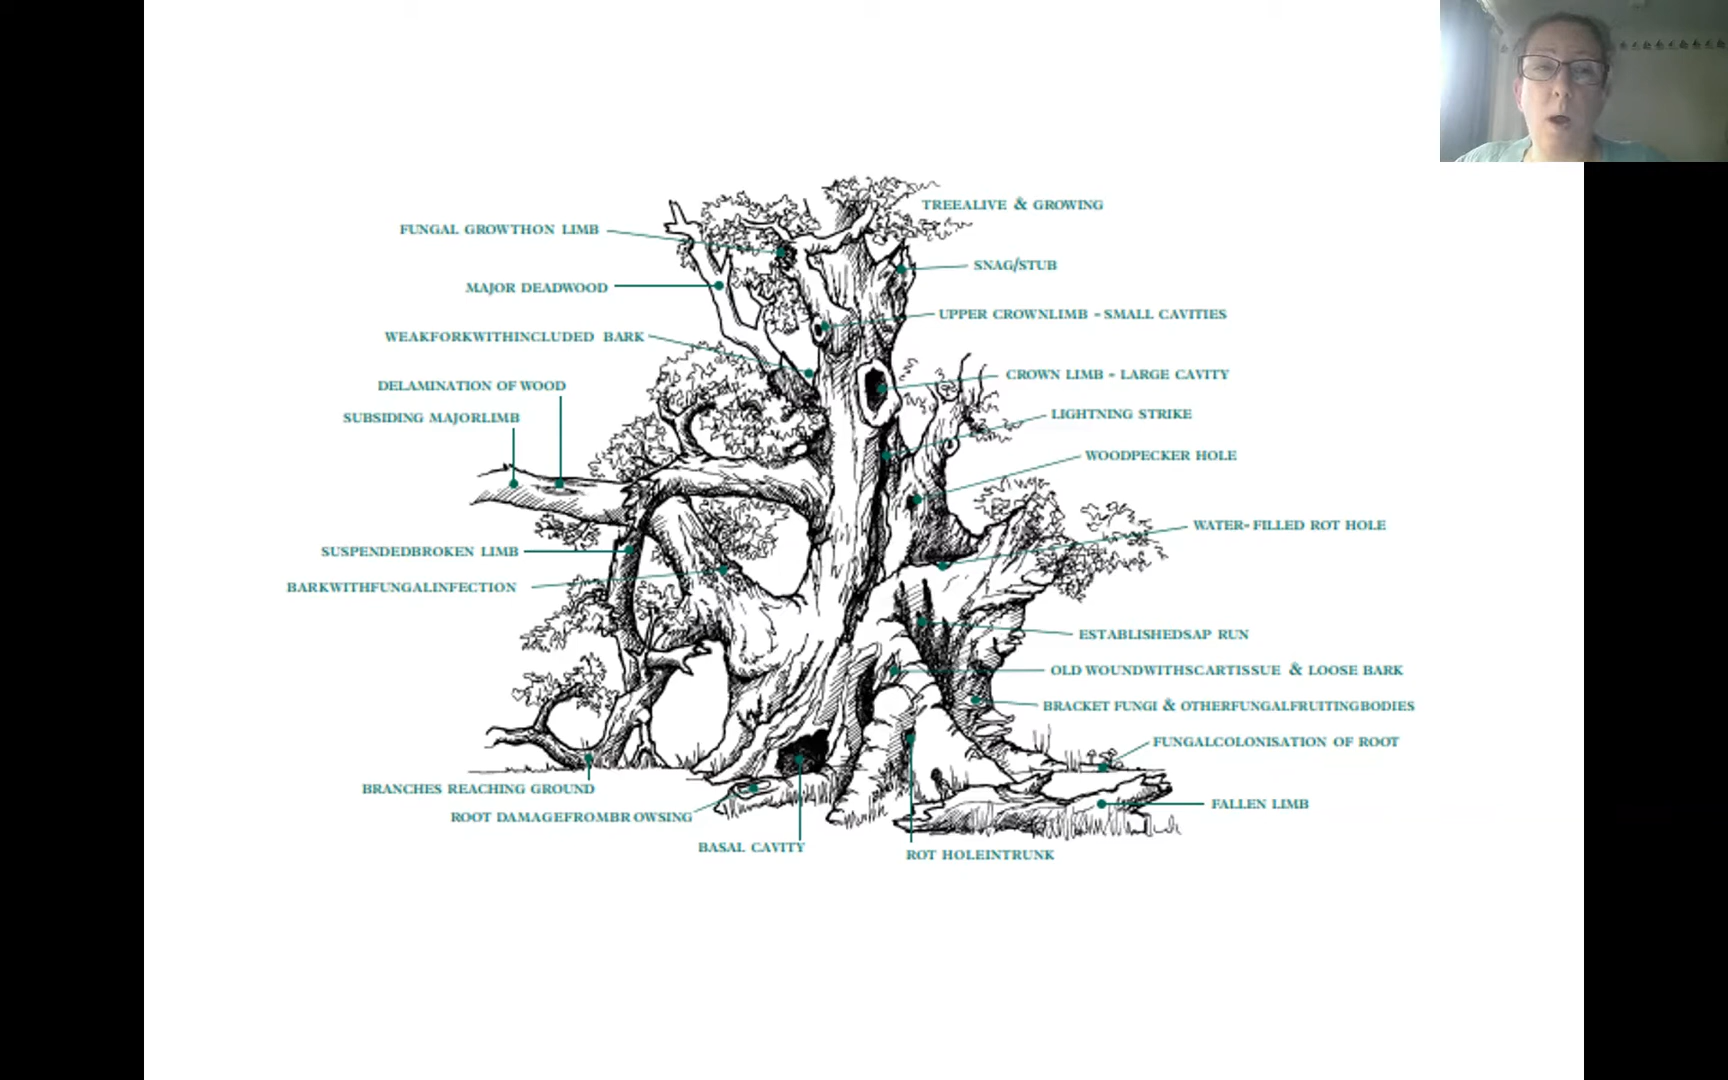 TREEALIVE & GROWING
FUNGAL GROWTHON LIMB
SNAG/STUB
MAJOR DEADWOOD
UPPER CROWNLIMB - SMALL CAVITIES
WEAKFORKWITHINCLUDED BARK
CROWN LIMB - LARGE CAVITY
DELAMINATION OF WOOD
LIGHTNING STRIKE
SUBSIDING MAJORLIMB
WOODPECKER HOLE
WATER-FILLED ROT HOLE
SUSPENDEDBROKEN LIMB
BARKWITHFUNGALINFECTION
ESTABLISHEDSAP RUN
OLD WOUNDWITHSCARTISSUE & LOOSE BARK
BRACKET FUNGI & OTHERFUNGALFRUITINGBODIES
FUNGALCOLONISATION OF ROOT
BRANCHES REACHING GROUND
FALLEN LIMB
ROOT DAMAGEFROMBROWSING
BASAL CAVITY
ROT HOLEINTRUNK